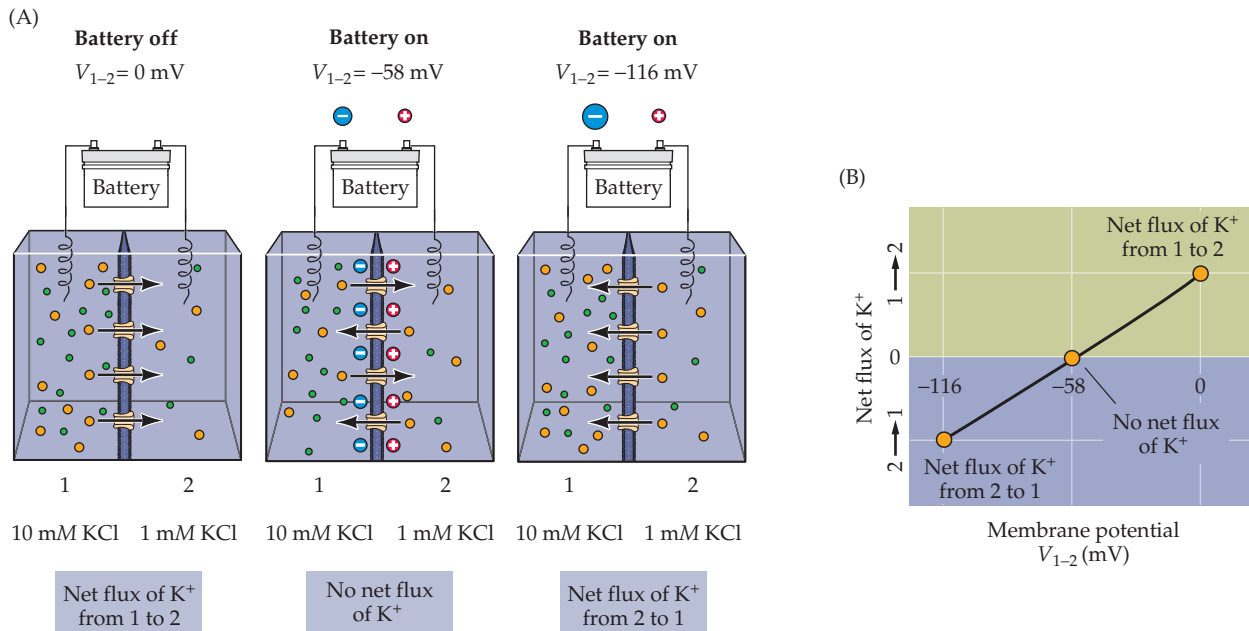 (A)
Battery off
V1–2 = 0 mV
Battery
1
2
10 mM KCl
1 mM KCl
Net flux of K+
from 1 to 2
Battery on
V1–2 = −58 mV
− +
Battery
− +
− +
− +
− +
− +
1
2
10 mM KCl
1 mM KCl
No net flux
of K+
Battery on
V1–2 = −116 mV
− +
Battery
1
2
10 mM KCl
1 mM KCl
Net flux of K+
from 2 to 1
(B)
Net flux of K+
2 → 1 0 1 → 2
Net flux of K+
from 1 to 2
−116
−58
0
No net flux
of K+
Net flux of K+
from 2 to 1
Membrane potential
V1–2 (mV)